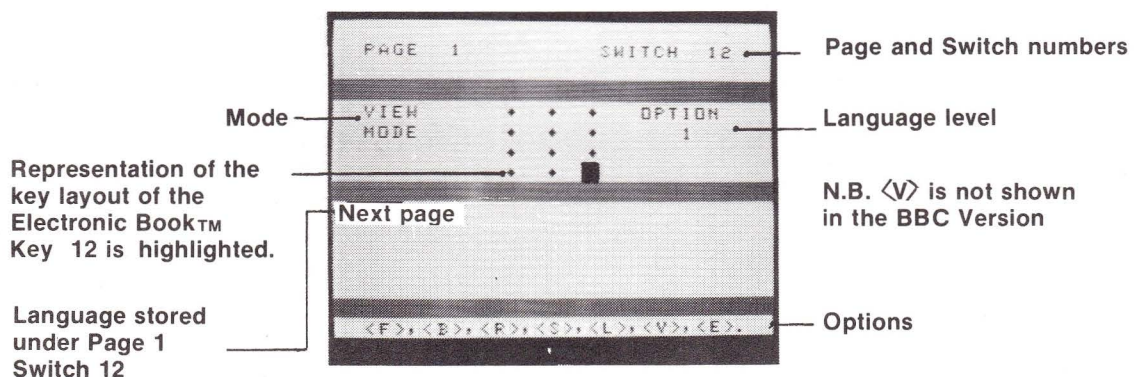 PAGE 1 SWITCH 12
Page and Switch numbers
Mode
VIEW
MODE
OPTION
1
Language level
Representation of the
key layout of the
Electronic Book™
Key 12 is highlighted.
N.B. <V> is not shown
in the BBC Version
Next page
Language stored
under Page 1
Switch 12
<F>, <B>, <R>, <S>, <L>, <V>, <E>.
Options